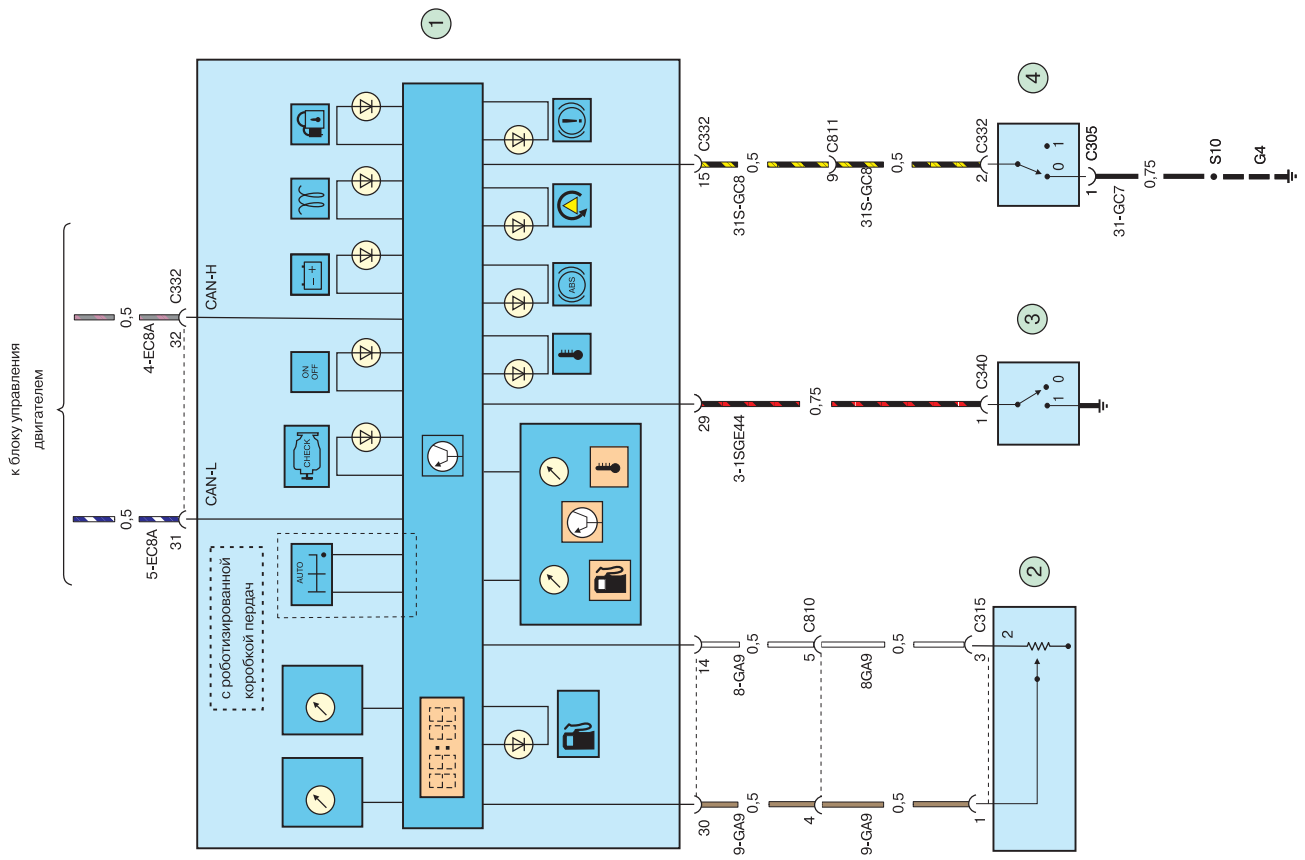 к блоку управления
двигателем
5-EC8A
0,5
31
CAN-L
4-EC8A
0,5
32
C332
CAN-H
1
с роботизированной
коробкой пердач
AUTO
CHECK
ON
OFF
- +
ABS
30
9-GA9
0,5
4
9-GA9
0,5
1
14
8-GA9
0,5
5
C810
8GA9
0,5
3
C315
2
2
29
3-1SGE44
0,75
1
C340
1
0
3
15
C332
31S-GC8
0,5
9
C811
31S-GC8
0,5
2
C332
0
1
4
1
C305
31-GC7
0,75
S10
G4